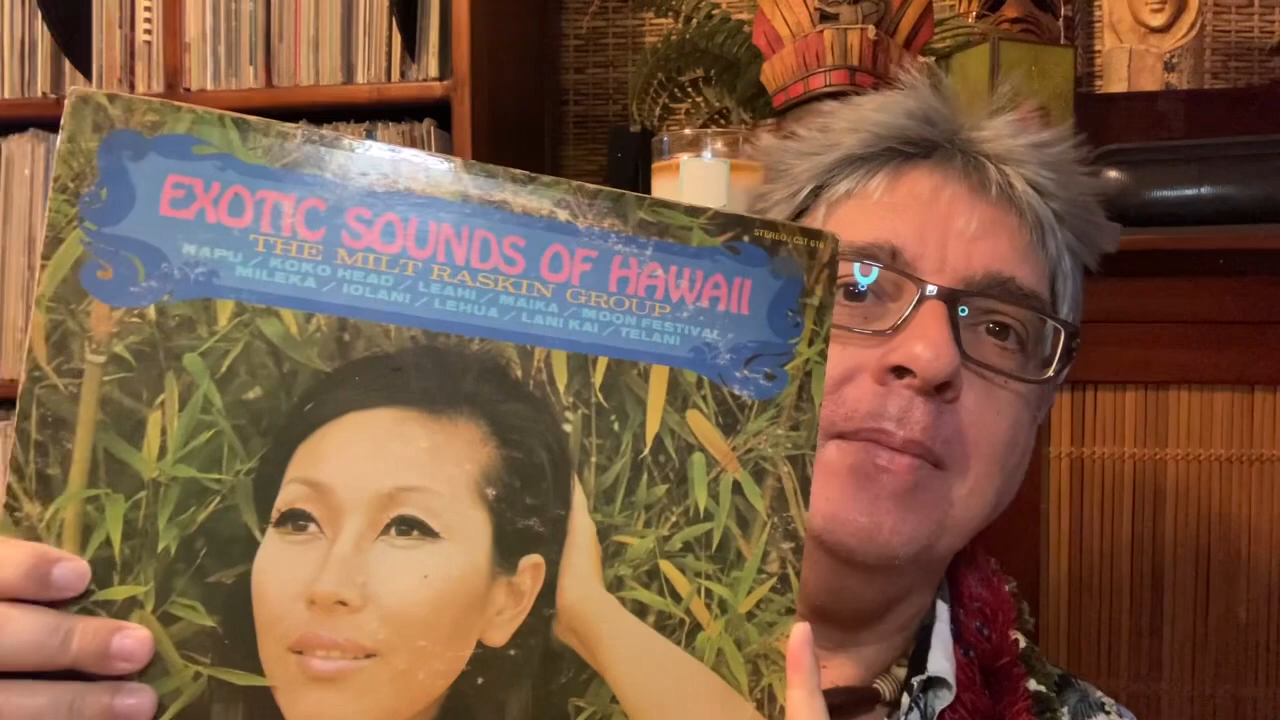 STEREO / CST 616
EXOTIC SOUNDS OF HAWAII
THE MILT RASKIN GROUP
NAPU / KOKO HEAD / LEAHI / MAIKA / MOON FESTIVAL
MILEKA / IOLANI / LEHUA / LANI KAI / TELANI